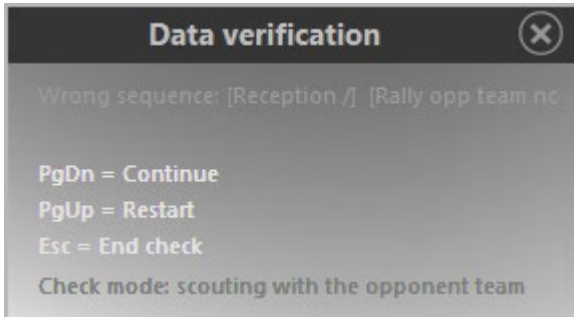 Data verification
Wrong sequence: [Reception /] [Rally opp team nc
PgDn = Continue
PgUp = Restart
Esc = End check
Check mode: scouting with the opponent team